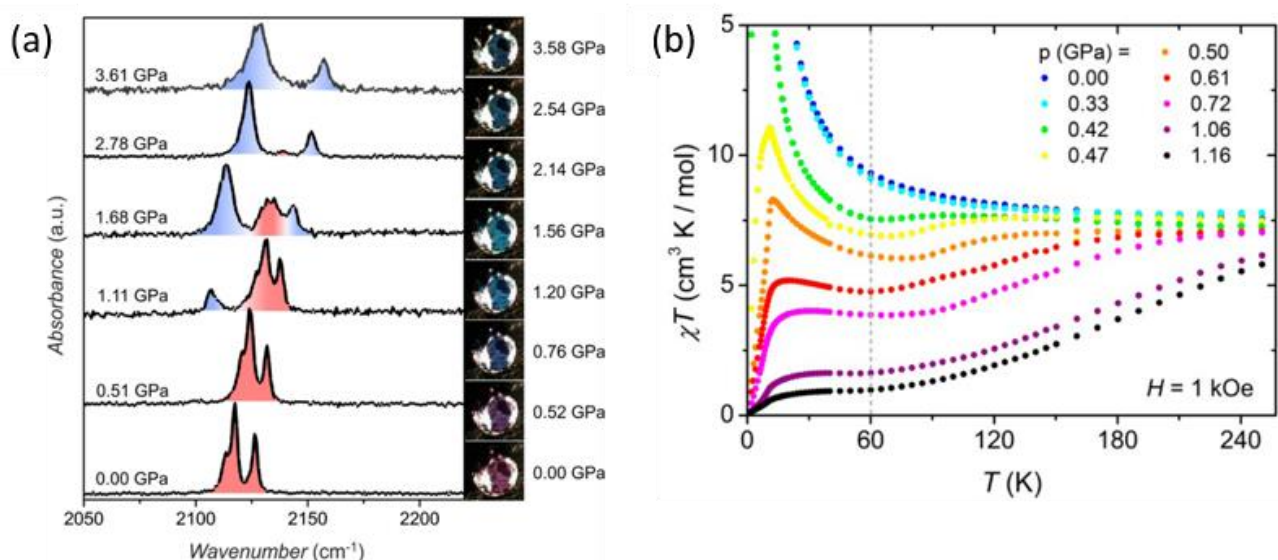 (a)
3.61 GPa
2.78 GPa
1.68 GPa
1.11 GPa
0.51 GPa
0.00 GPa
Absorbance (a.u.)
2050 2100 2150 2200
Wavenumber (cm⁻¹)
3.58 GPa
2.54 GPa
2.14 GPa
1.56 GPa
1.20 GPa
0.76 GPa
0.52 GPa
0.00 GPa
(b)
5
10
5
0
χT (cm³ K / mol)
p (GPa) =
0.00 0.50
0.33 0.61
0.42 0.72
0.47 1.06
1.16
H = 1 kOe
0 60 120 180 240
T (K)